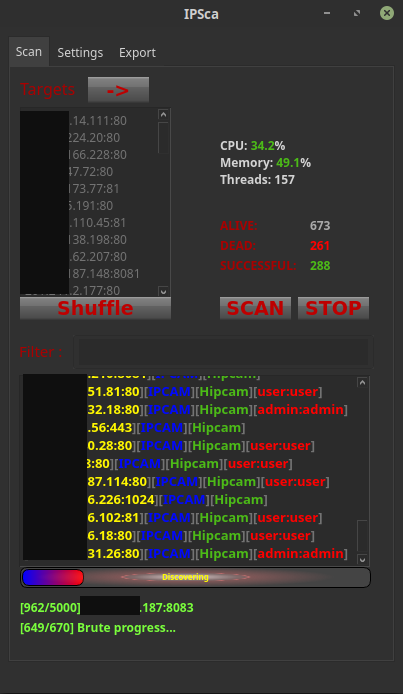 IPSca
Scan Settings Export
Targets ->
.14.111:80
224.20:80
166.228:80
47.72:80
173.77:81
5.191:80
.110.45:81
138.198:80
.62.207:80
187.148:8081
2.177:80
CPU: 34.2%
Memory: 49.1%
Threads: 157
ALIVE: 673
DEAD: 261
SUCCESSFUL: 288
Shuffle SCAN STOP
Filter :
[IPCAM][Hipcam]
51.81:80][IPCAM][Hipcam][user:user]
32.18:80][IPCAM][Hipcam][admin:admin]
.56:443][IPCAM][Hipcam]
0.28:80][IPCAM][Hipcam][user:user]
3:80][IPCAM][Hipcam][user:user]
87.114:80][IPCAM][Hipcam][user:user]
6.226:1024][IPCAM][Hipcam]
6.102:81][IPCAM][Hipcam][user:user]
6.18:80][IPCAM][Hipcam][user:user]
31.26:80][IPCAM][Hipcam][admin:admin]
Discovering
[962/5000] .187:8083
[649/670] Brute progress...